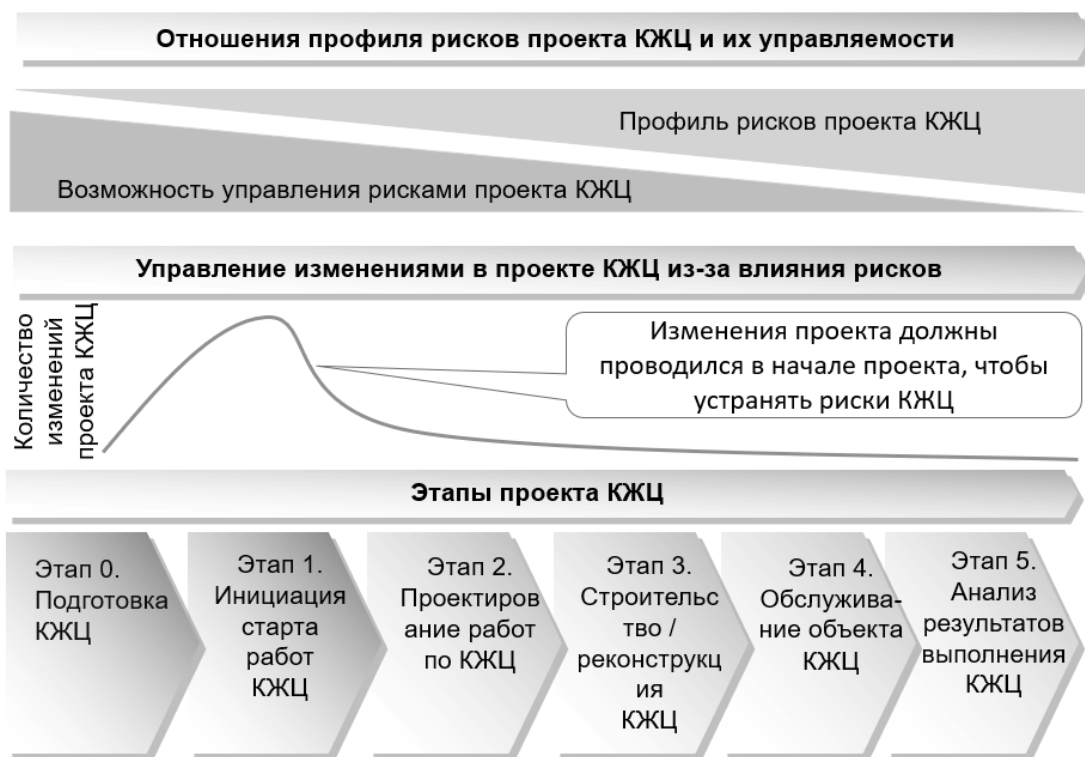 Отношения профиля рисков проекта КЖЦ и их управляемости
Профиль рисков проекта КЖЦ
Возможность управления рисками проекта КЖЦ
Управление изменениями в проекте КЖЦ из-за влияния рисков
Количество
изменений
проекта КЖЦ
Изменения проекта должны
проводился в начале проекта, чтобы
устранять риски КЖЦ
Этапы проекта КЖЦ
Этап 0.
Подготовка
КЖЦ
Этап 1.
Инициация
старта
работ
КЖЦ
Этап 2.
Проектиров
ание работ
по КЖЦ
Этап 3.
Строительс
тво /
реконструкц
ия
КЖЦ
Этап 4.
Обслужива-
ние объекта
КЖЦ
Этап 5.
Анализ
результатов
выполнения
КЖЦ